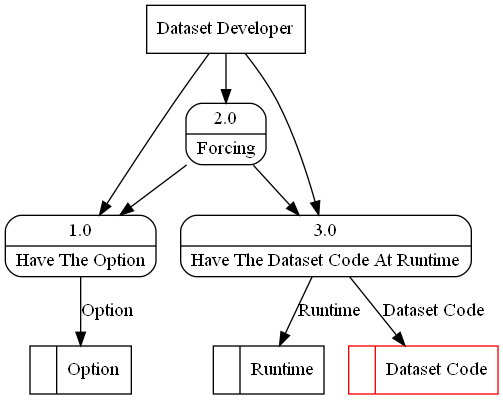 Dataset Developer
2.0
Forcing
1.0
Have The Option
3.0
Have The Dataset Code At Runtime
Option
Runtime
Dataset Code
Option
Runtime
Dataset Code